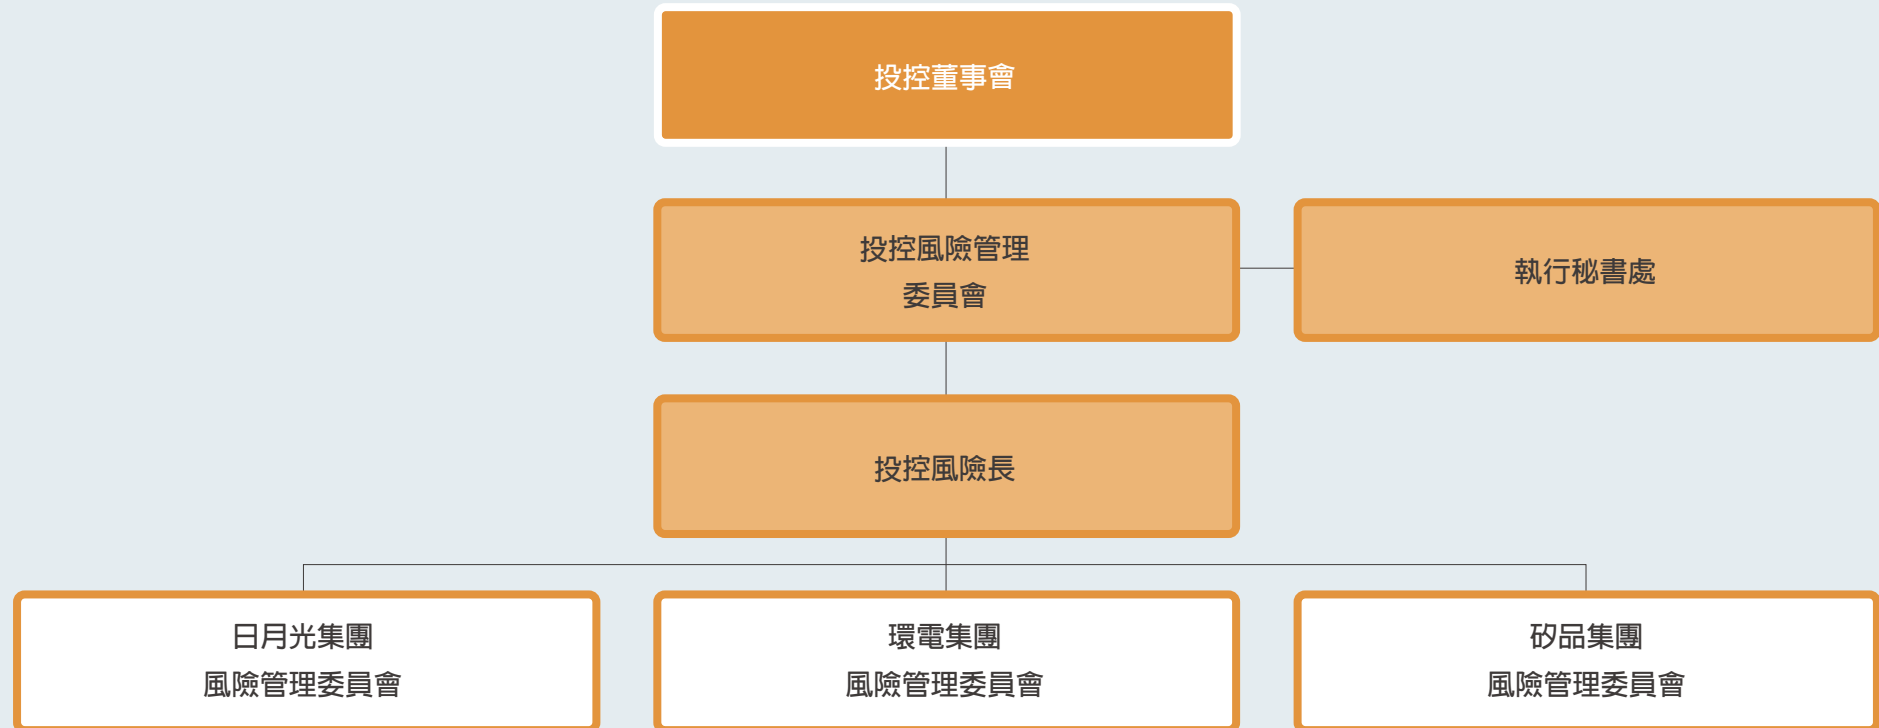 投控董事會
投控風險管理
委員會
執行秘書處
投控風險長
日月光集團
風險管理委員會
環電集團
風險管理委員會
矽品集團
風險管理委員會